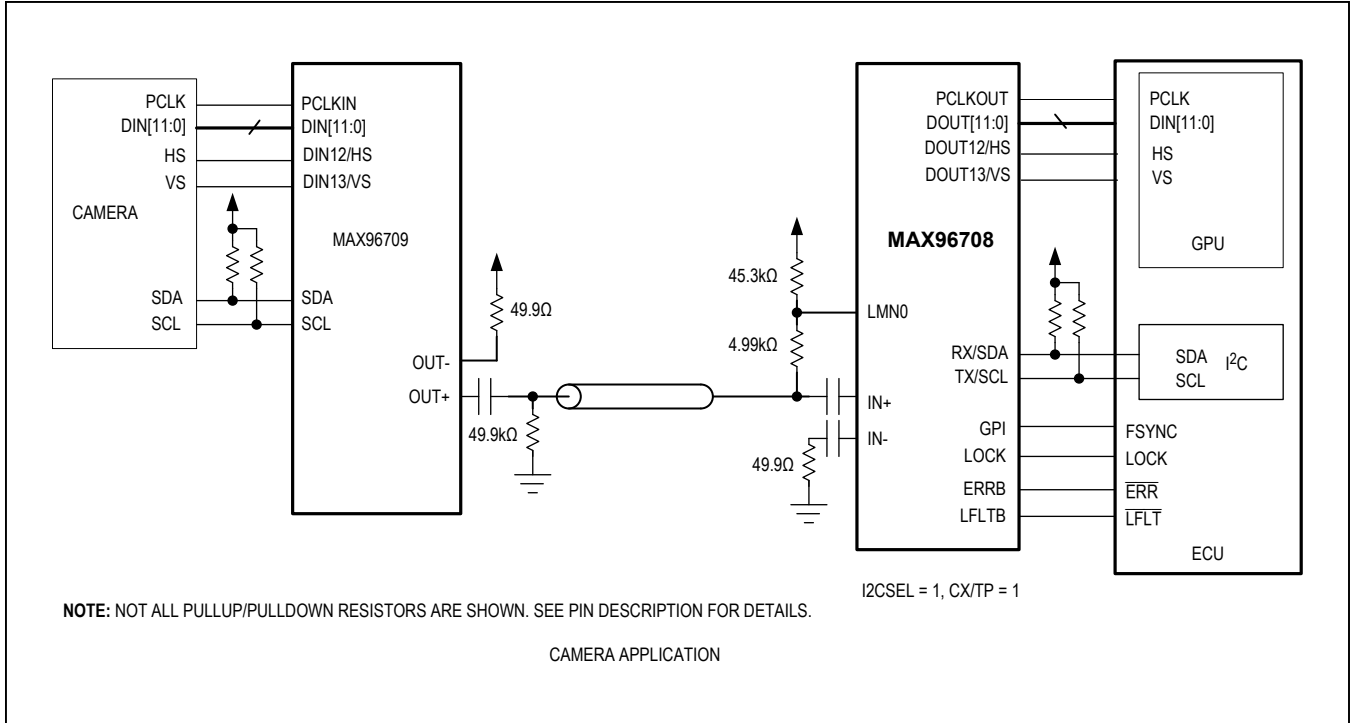 PCLK
DIN[11:0]
HS
VS
CAMERA
SDA
SCL
PCLKIN
DIN[11:0]
DIN12/HS
DIN13/VS
MAX96709
SDA
SCL
OUT-
OUT+
49.9Ω
49.9kΩ
45.3kΩ
4.99kΩ
49.9Ω
PCLKOUT
DOUT[11:0]
DOUT12/HS
DOUT13/VS
MAX96708
LMN0
RX/SDA
TX/SCL
IN+
IN-
GPI
LOCK
ERRB
LFLTB
PCLK
DIN[11:0]
HS
VS
GPU
SDA I²C
SCL
FSYNC
LOCK
ERR
LFLT
ECU
I2CSEL = 1, CX/TP = 1
NOTE: NOT ALL PULLUP/PULLDOWN RESISTORS ARE SHOWN. SEE PIN DESCRIPTION FOR DETAILS.
CAMERA APPLICATION